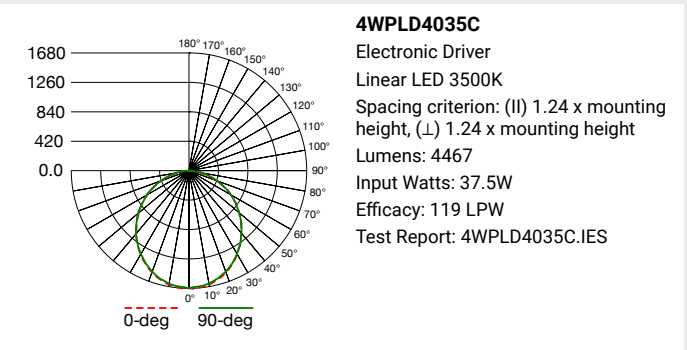 4WPLD4035C
Electronic Driver
Linear LED 3500K
Spacing criterion: (II) 1.24 x mounting
height, (⊥) 1.24 x mounting height
Lumens: 4467
Input Watts: 37.5W
Efficacy: 119 LPW
Test Report: 4WPLD4035C.IES
1680
1260
840
420
0.0
180°
170°
160°
150°
140°
130°
120°
110°
100°
90°
80°
70°
60°
50°
40°
30°
20°
10°
0°
0-deg
90-deg